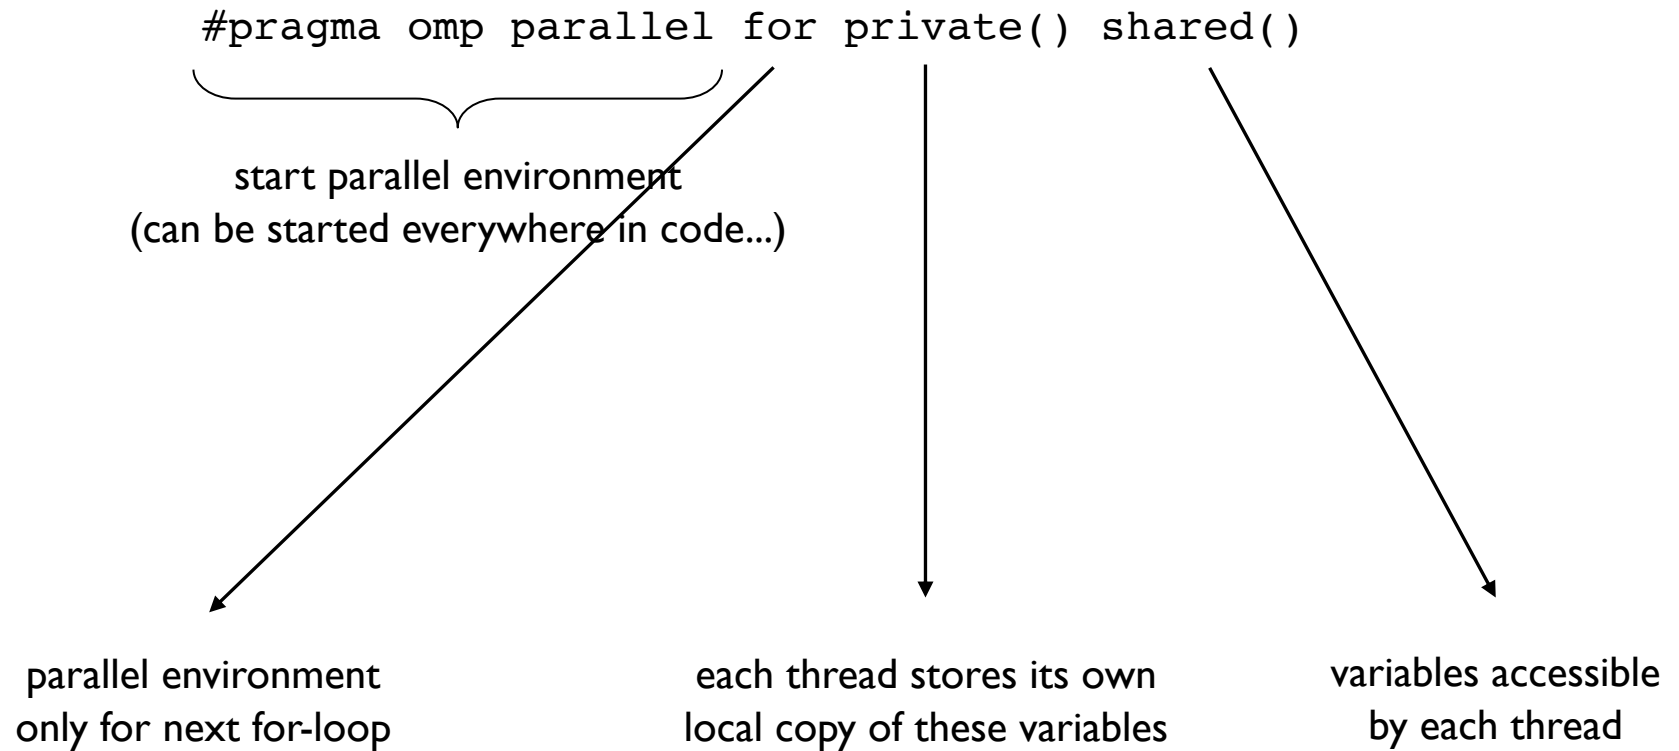 #pragma omp parallel for private() shared()
start parallel environment
(can be started everywhere in code...)
parallel environment
only for next for-loop
each thread stores its own
local copy of these variables
variables accessible
by each thread